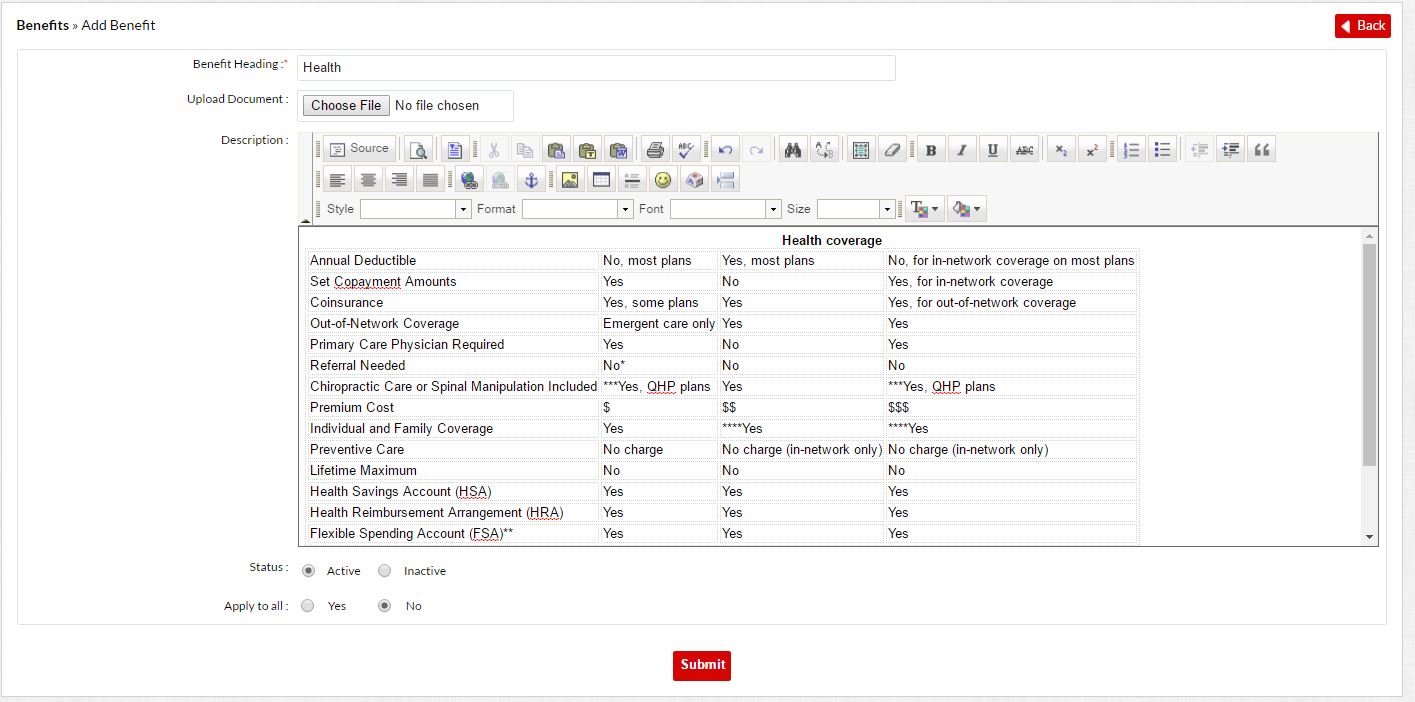 Benefits » Add Benefit
Back
Benefit Heading :* Health
Upload Document : Choose File No file chosen
Description :
Source ABC B I U ABC x₂ x²
Style Format Font Size T
Health coverage
Annual Deductible No, most plans Yes, most plans No, for in-network coverage on most plans
Set Copayment Amounts Yes No Yes, for in-network coverage
Coinsurance Yes, some plans Yes Yes, for out-of-network coverage
Out-of-Network Coverage Emergent care only Yes Yes
Primary Care Physician Required Yes No Yes
Referral Needed No* No No
Chiropractic Care or Spinal Manipulation Included ***Yes, QHP plans Yes ***Yes, QHP plans
Premium Cost $ $$ $$$
Individual and Family Coverage Yes ****Yes ****Yes
Preventive Care No charge No charge (in-network only) No charge (in-network only)
Lifetime Maximum No No No
Health Savings Account (HSA) Yes Yes Yes
Health Reimbursement Arrangement (HRA) Yes Yes Yes
Flexible Spending Account (FSA)** Yes Yes Yes
Status : Active Inactive
Apply to all : Yes No
Submit